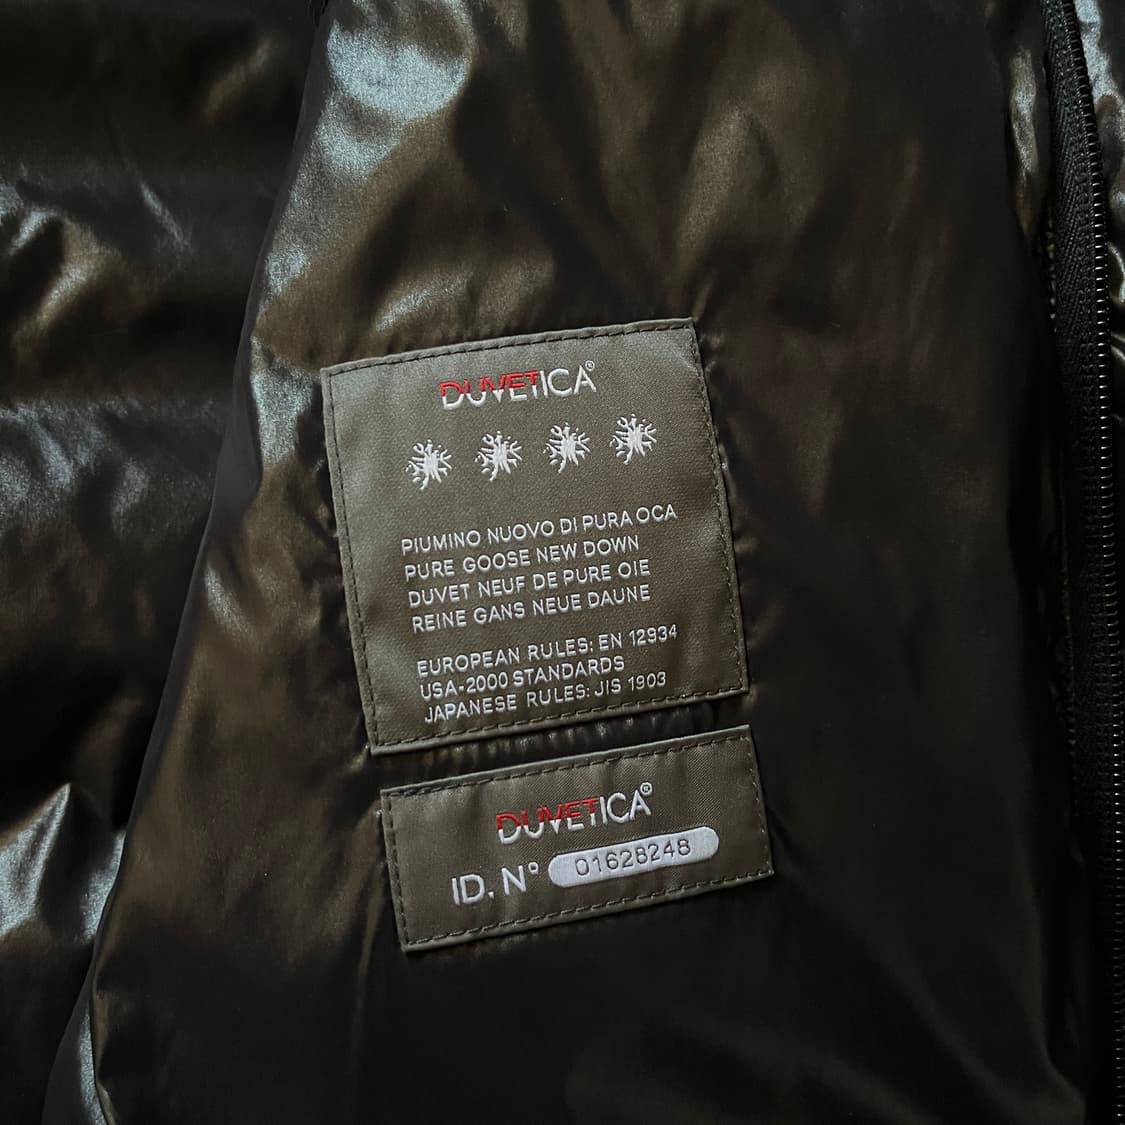 DUVETICA®
PIUMINO NUOVO DI PURA OCA
PURE GOOSE NEW DOWN
DUVET NEUF DE PURE OIE
REINE GANS NEUE DAUNE
EUROPEAN RULES: EN 12934
USA-2000 STANDARDS
JAPANESE RULES: JIS 1903
DUVETICA®
ID. Nº 01628248